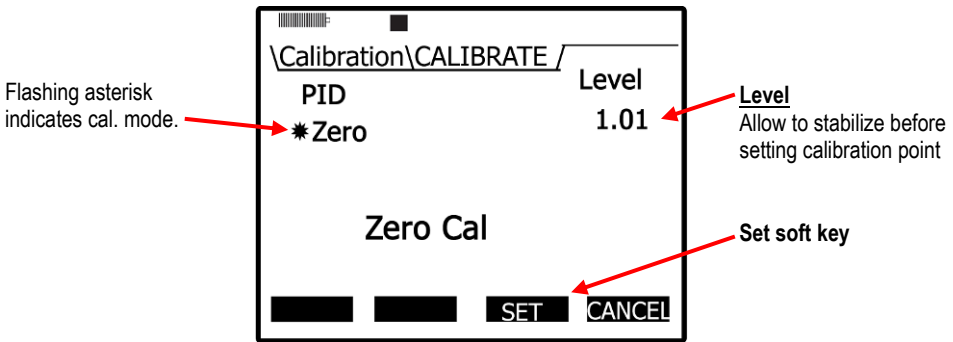 Flashing asterisk
indicates cal. mode.
\Calibration\CALIBRATE /
PID
Level
✷Zero
1.01
Zero Cal
SET
CANCEL
Level
Allow to stabilize before
setting calibration point
Set soft key